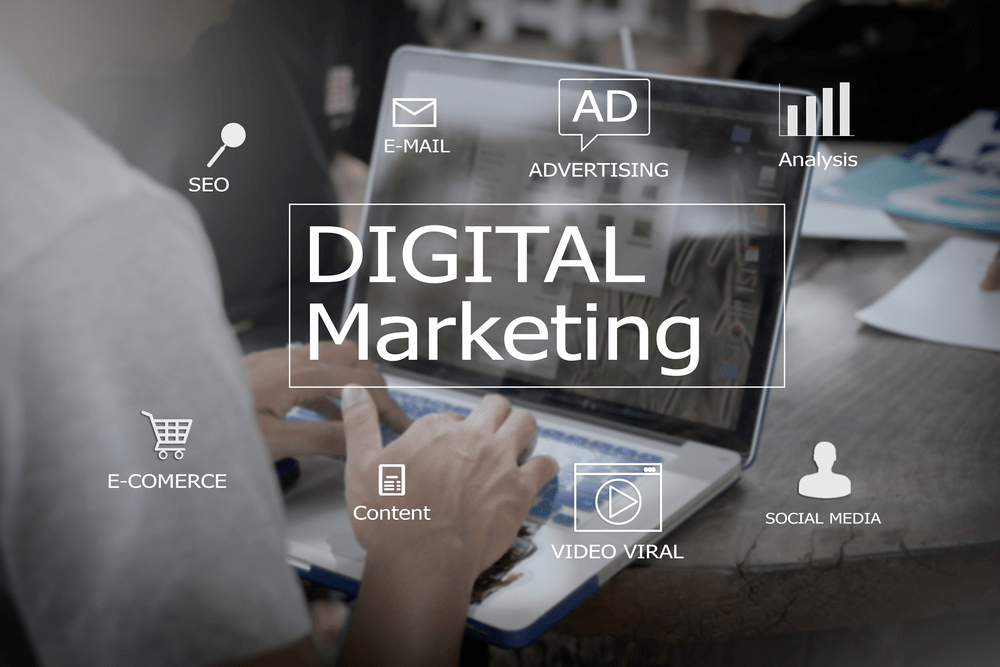 SEO
E-MAIL
AD
ADVERTISING
Analysis
DIGITAL
Marketing
E-COMERCE
Content
VIDEO VIRAL
SOCIAL MEDIA